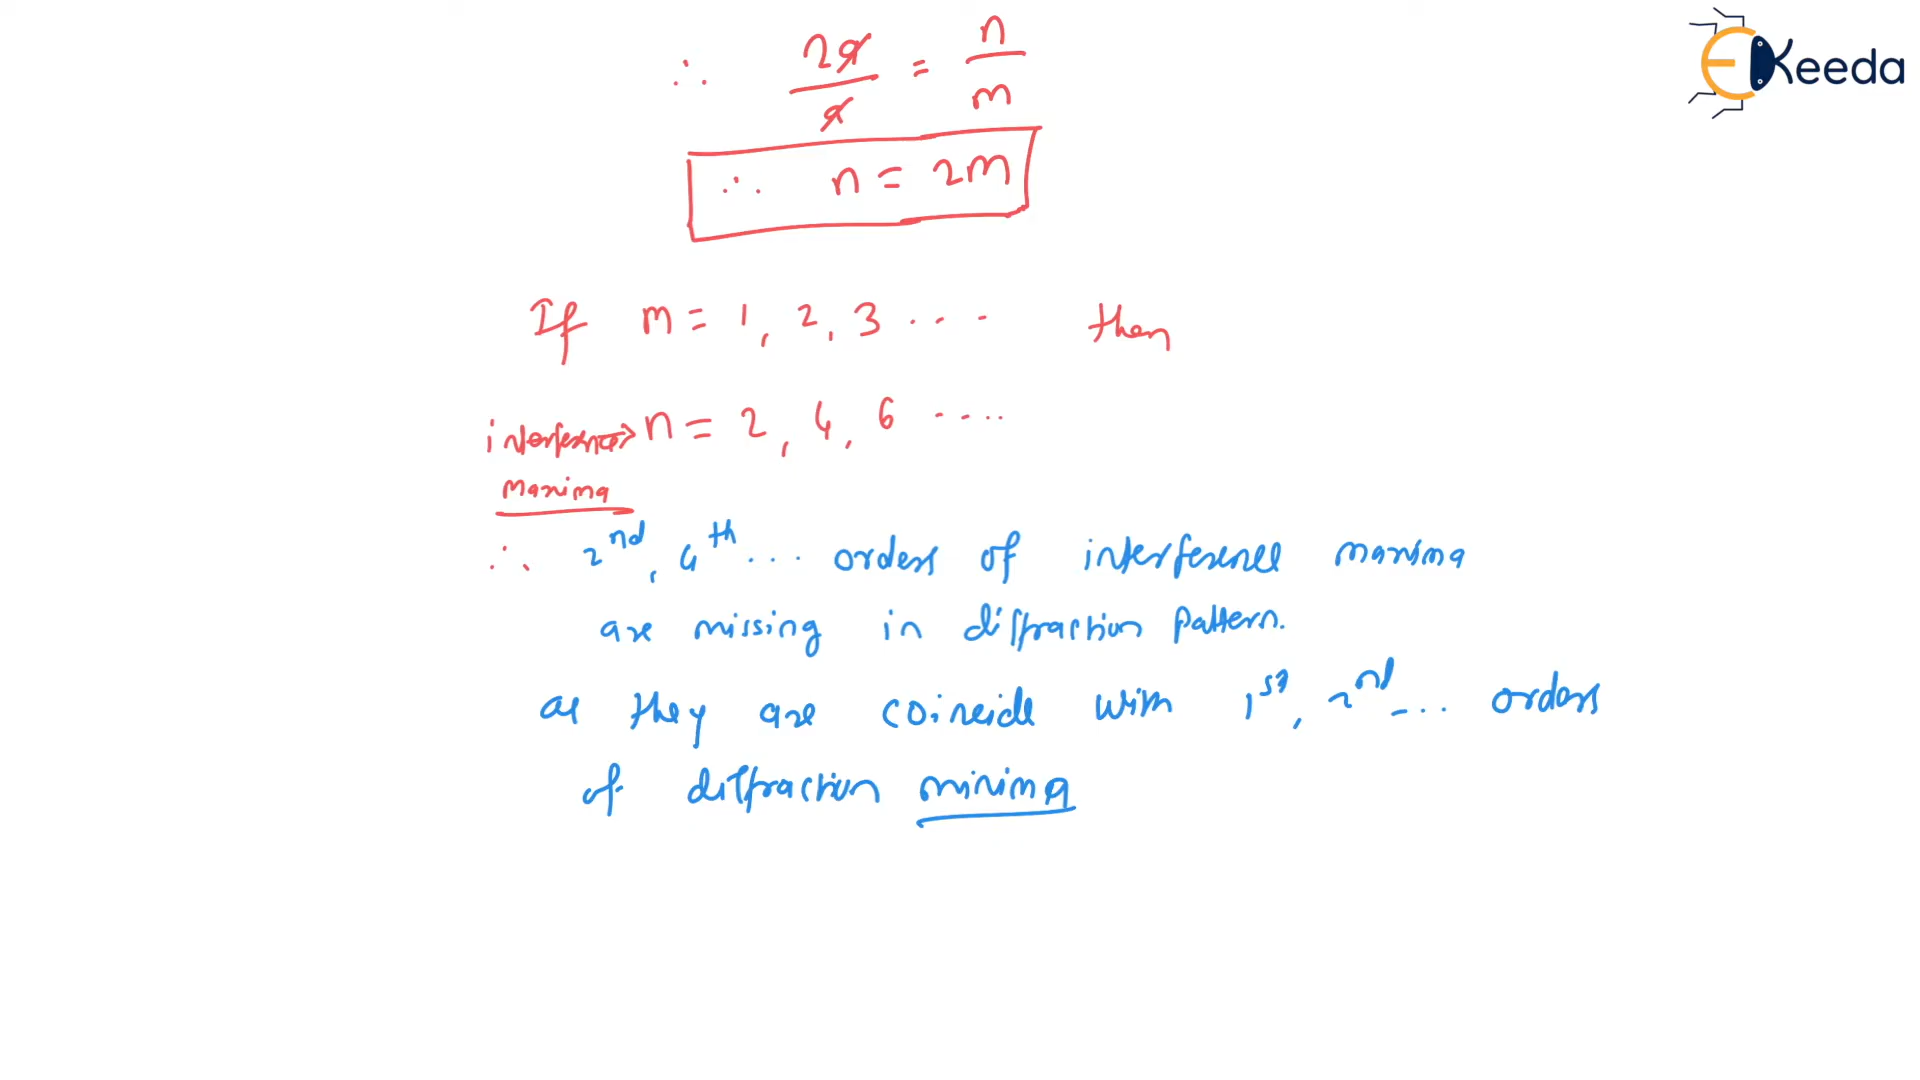 EKeeda
∴ 2a/a = n/m
∴ n = 2m
If m = 1, 2, 3 .... then
interference → n = 2, 4, 6 ....
maxima
∴ 2nd, 4th ... orders of interference maxima
are missing in diffraction pattern.
as they are coincide with 1st, 2nd ... orders
of diffraction minima